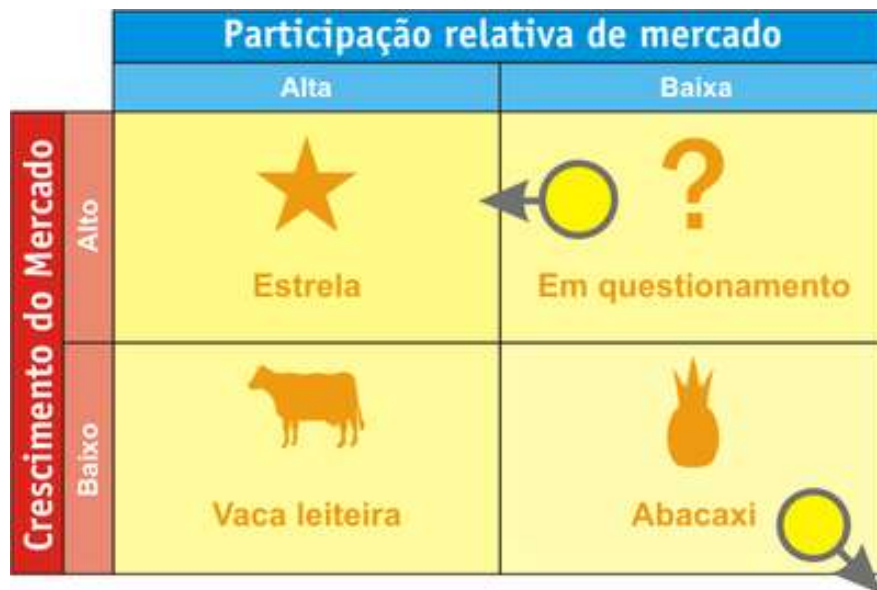 Participação relativa de mercado
Alta
Baixa
Crescimento do Mercado
Alto
?
Estrela
Em questionamento
Baixo
Vaca leiteira
Abacaxi